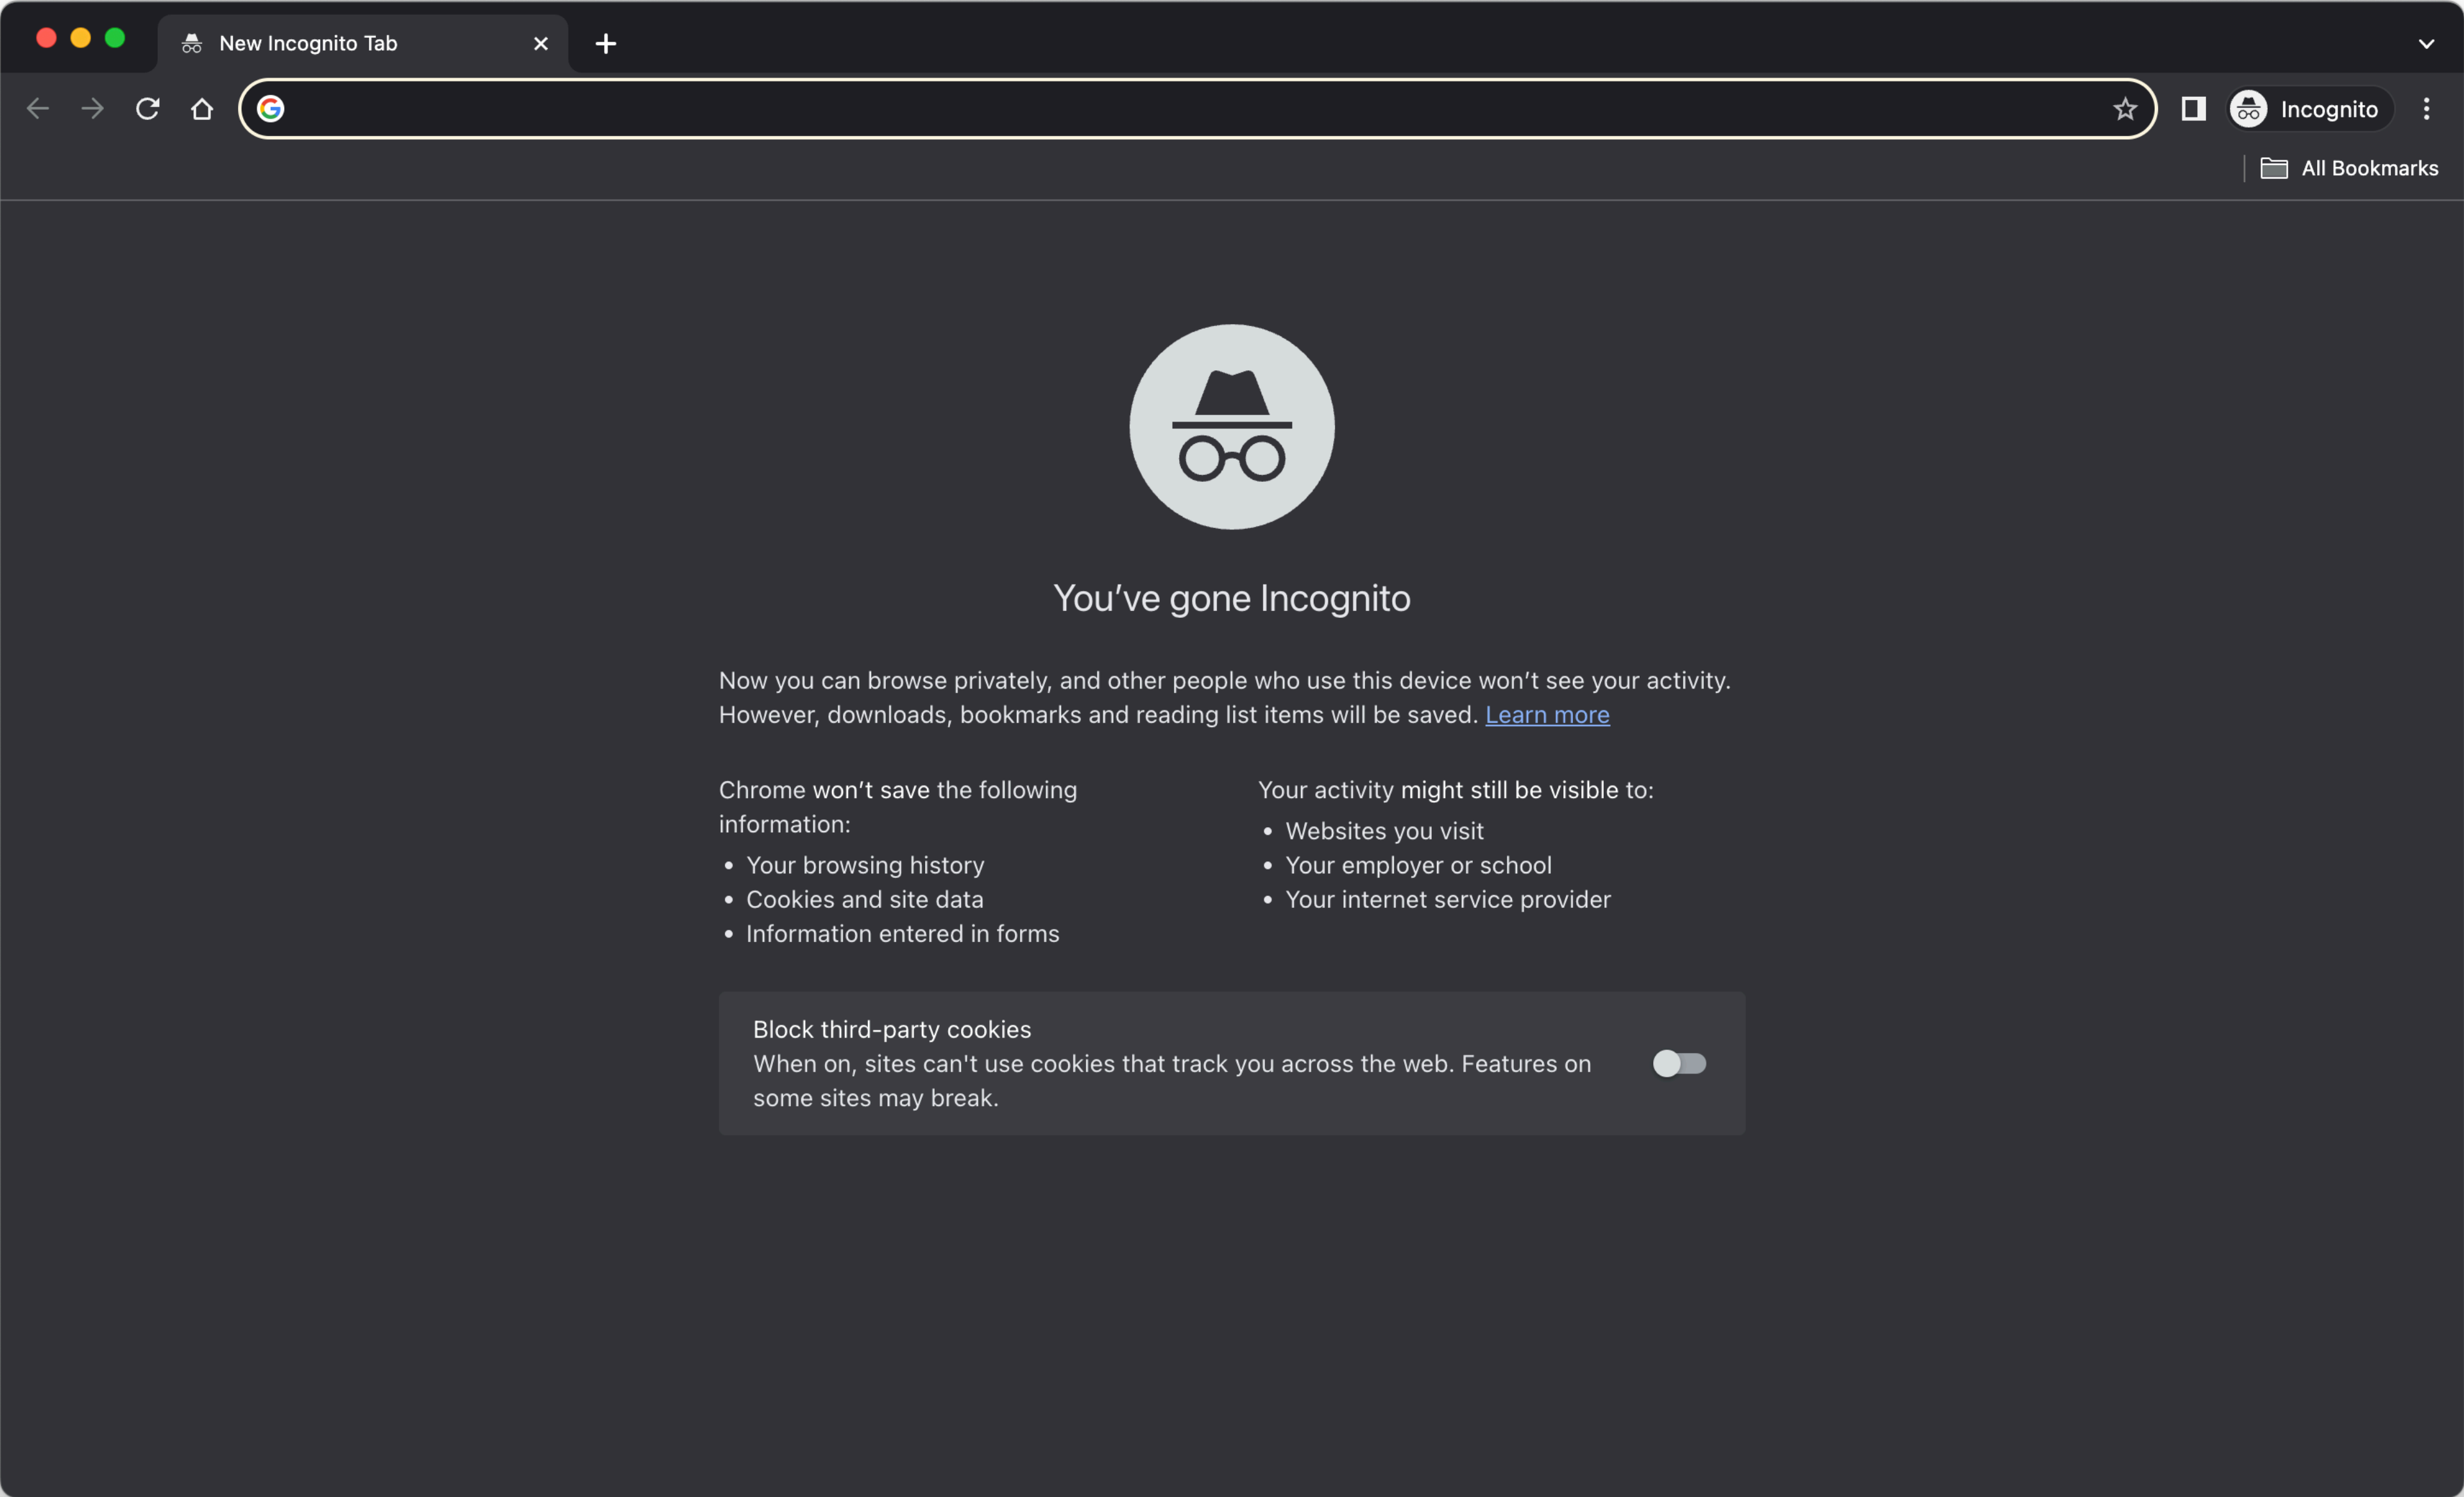 New Incognito Tab
Incognito
All Bookmarks
You’ve gone Incognito
Now you can browse privately, and other people who use this device won’t see your activity.
However, downloads, bookmarks and reading list items will be saved. Learn more
Chrome won’t save the following
information:
• Your browsing history
• Cookies and site data
• Information entered in forms
Your activity might still be visible to:
• Websites you visit
• Your employer or school
• Your internet service provider
Block third-party cookies
When on, sites can't use cookies that track you across the web. Features on
some sites may break.